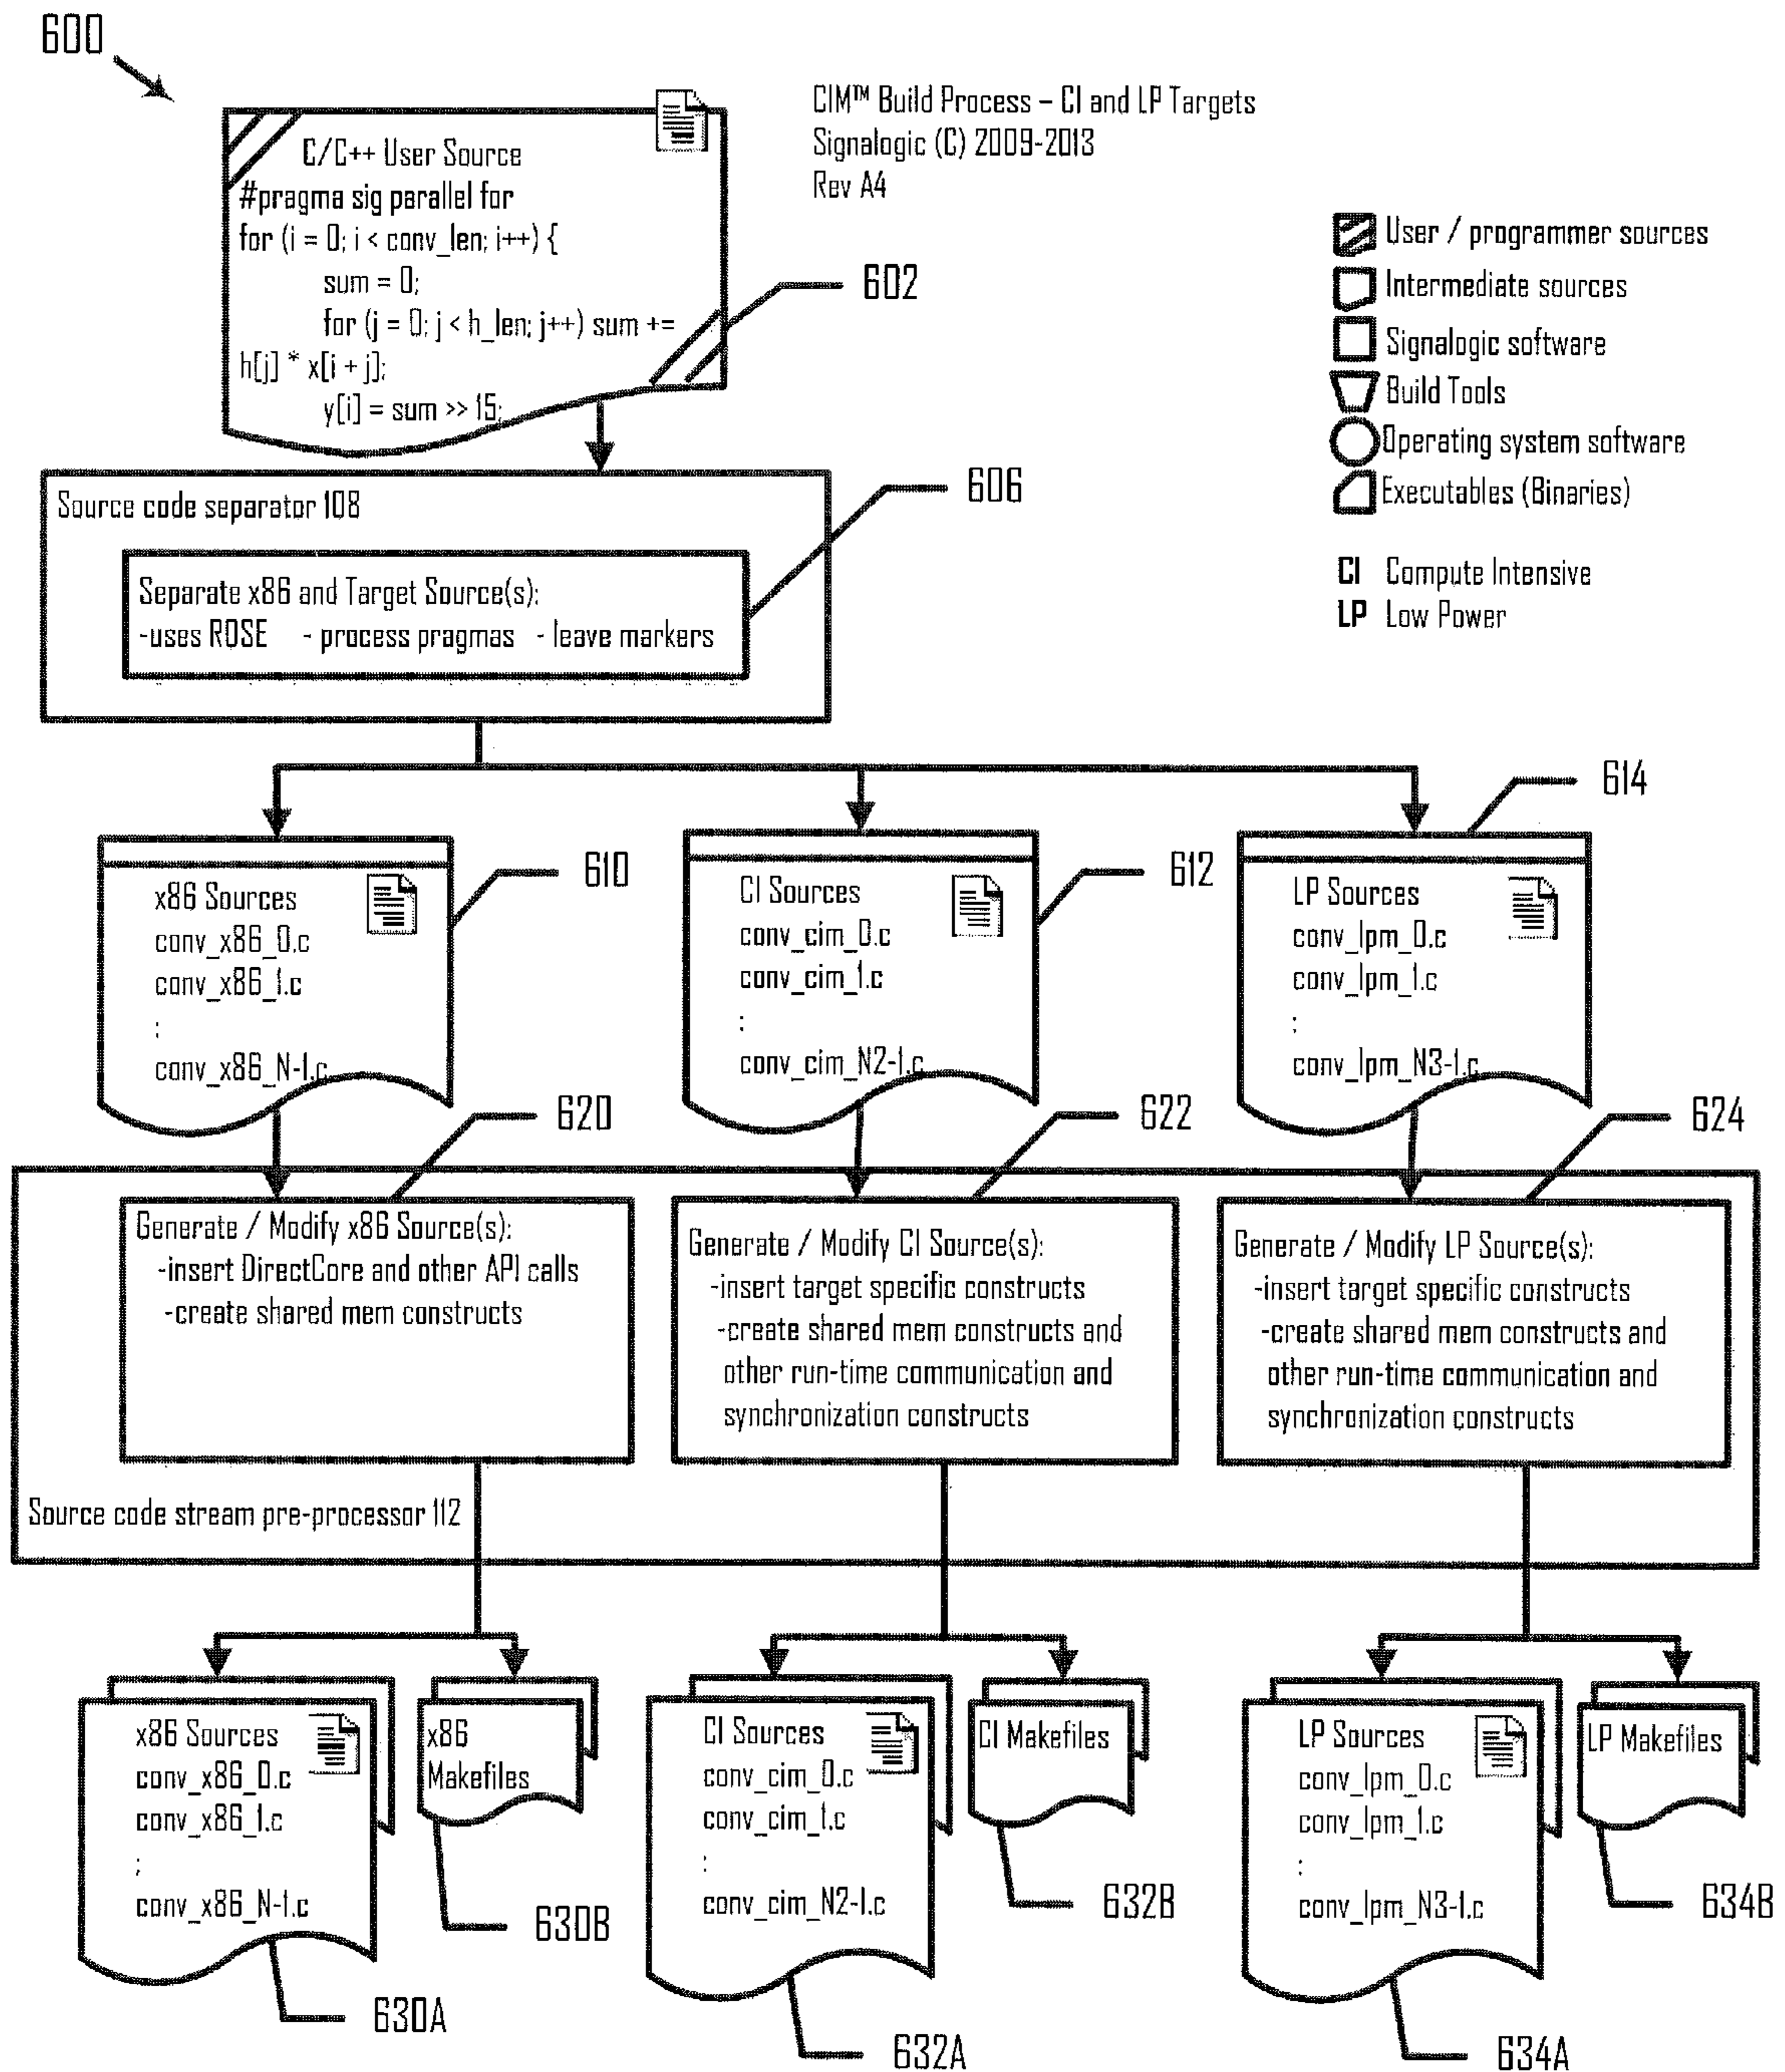 600
CIM™ Build Process – CI and LP Targets
Signalogic (C) 2009-2013
Rev A4
C/C++ User Source
#pragma sig parallel for
for (i = 0; i < conv_len; i++) {
sum = 0;
for (j = 0; j < h_len; j++) sum +=
h[j] * x[i + j];
y[i] = sum >> 15;
602
User / programmer sources
Intermediate sources
Signalogic software
Build Tools
Operating system software
Executables (Binaries)
CI Compute Intensive
LP Low Power
606
Source code separator 108
Separate x86 and Target Source(s):
-uses ROSE - process pragmas - leave markers
614
610
612
x86 Sources
conv_x86_0.c
conv_x86_1.c
:
conv_x86_N-1.c
CI Sources
conv_cim_0.c
conv_cim_1.c
:
conv_cim_N2-1.c
LP Sources
conv_lpm_0.c
conv_lpm_1.c
:
conv_lpm_N3-1.c
620
622
624
Generate / Modify x86 Source(s):
-insert DirectCore and other API calls
-create shared mem constructs
Generate / Modify CI Source(s):
-insert target specific constructs
-create shared mem constructs and
other run-time communication and
synchronization constructs
Generate / Modify LP Source(s):
-insert target specific constructs
-create shared mem constructs and
other run-time communication and
synchronization constructs
Source code stream pre-processor 112
x86 Sources
conv_x86_0.c
conv_x86_1.c
:
conv_x86_N-1.c
x86
Makefiles
CI Sources
conv_cim_0.c
conv_cim_1.c
:
conv_cim_N2-1.c
CI Makefiles
LP Sources
conv_lpm_0.c
conv_lpm_1.c
:
conv_lpm_N3-1.c
LP Makefiles
630B
632B
634B
630A
632A
634A